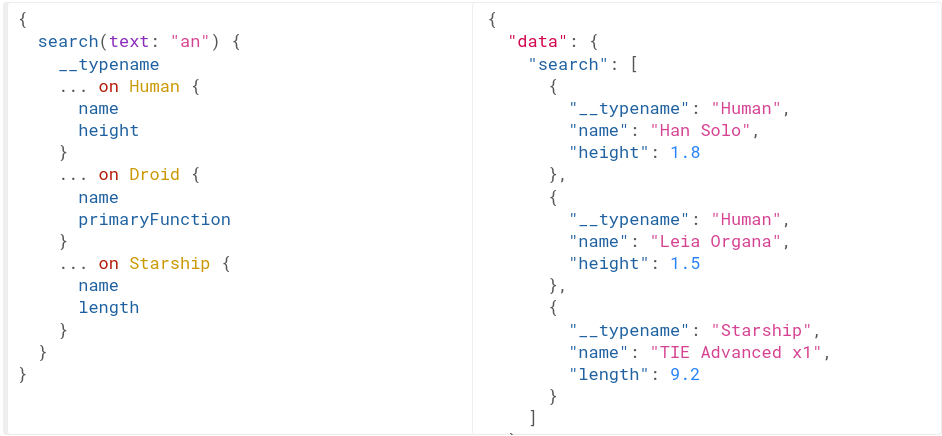 {
  search(text: "an") {
    __typename
    ... on Human {
      name
      height
    }
    ... on Droid {
      name
      primaryFunction
    }
    ... on Starship {
      name
      length
    }
  }
}
{
  "data": {
    "search": [
      {
        "__typename": "Human",
        "name": "Han Solo",
        "height": 1.8
      },
      {
        "__typename": "Human",
        "name": "Leia Organa",
        "height": 1.5
      },
      {
        "__typename": "Starship",
        "name": "TIE Advanced x1",
        "length": 9.2
      }
    ]